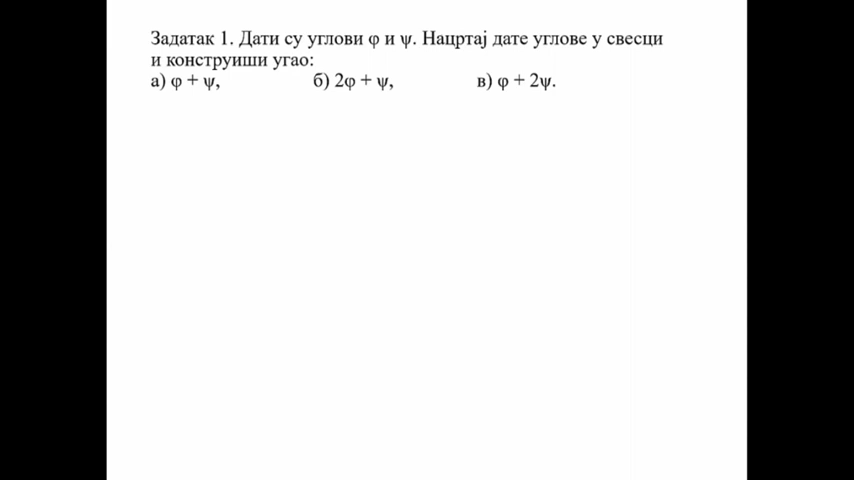 Задатак 1. Дати су углови φ и ψ. Нацртај дате углове у свесци
и конструиши угао:
а) φ + ψ, б) 2φ + ψ, в) φ + 2ψ.